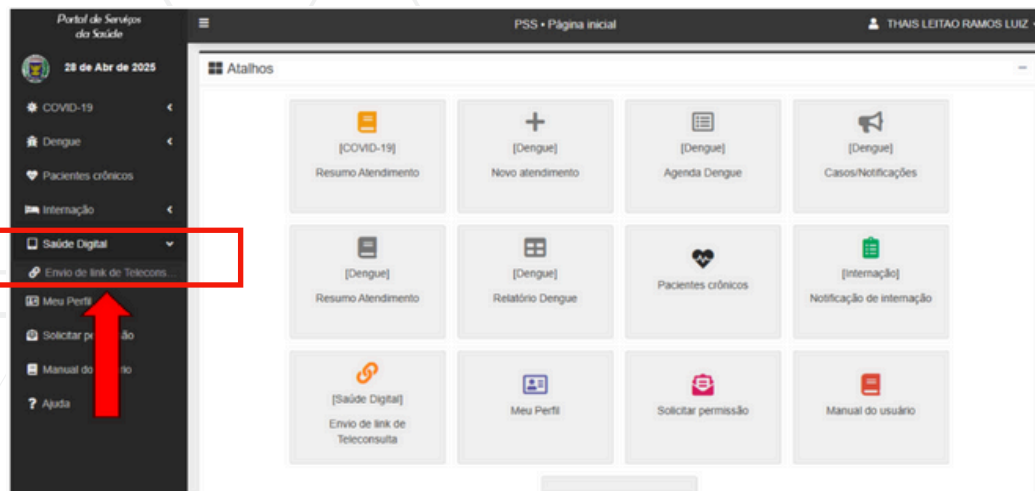 Portal de Serviços
da Saúde
PSS • Página inicial
THAIS LEITAO RAMOS LUIZ
28 de Abr de 2025
Atalhos
COVID-19
Dengue
Pacientes crônicos
Internação
Saúde Digital
Envio de link de Telecons...
Meu Perfil
Solicitar
Manual do
Ajuda
[COVID-19]
Resumo Atendimento
[Dengue]
Novo atendimento
[Dengue]
Agenda Dengue
[Dengue]
Casos/Notificações
[Dengue]
Resumo Atendimento
[Dengue]
Relatório Dengue
Pacientes crônicos
[Internação]
Notificação de internação
[Saúde Digital]
Envio de link de
Teleconsulta
Meu Perfil
Solicitar permissão
Manual do usuário